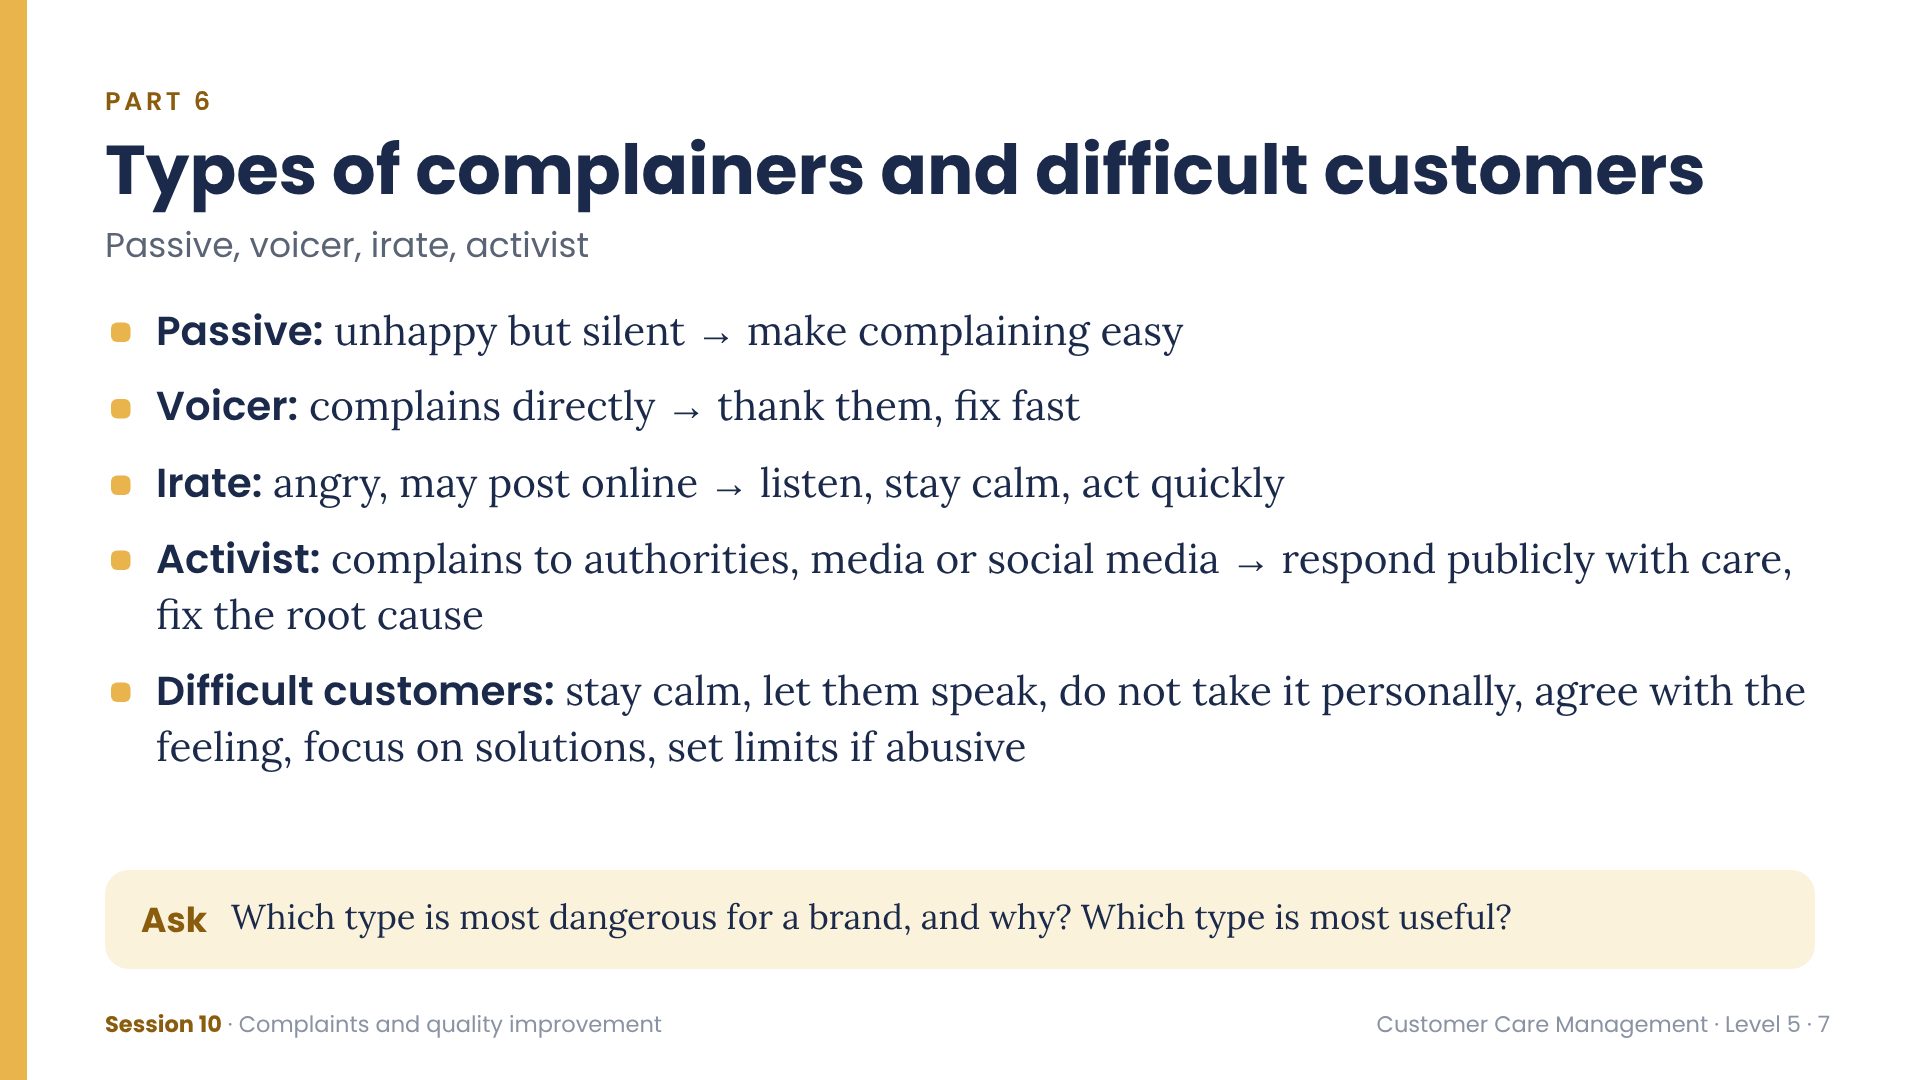 PART 6
Types of complainers and difficult customers
Passive, voicer, irate, activist
Passive: unhappy but silent → make complaining easy
Voicer: complains directly → thank them, fix fast
Irate: angry, may post online → listen, stay calm, act quickly
Activist: complains to authorities, media or social media → respond publicly with care,
fix the root cause
Difficult customers: stay calm, let them speak, do not take it personally, agree with the
feeling, focus on solutions, set limits if abusive
Ask Which type is most dangerous for a brand, and why? Which type is most useful?
Session 10 · Complaints and quality improvement
Customer Care Management · Level 5 · 7